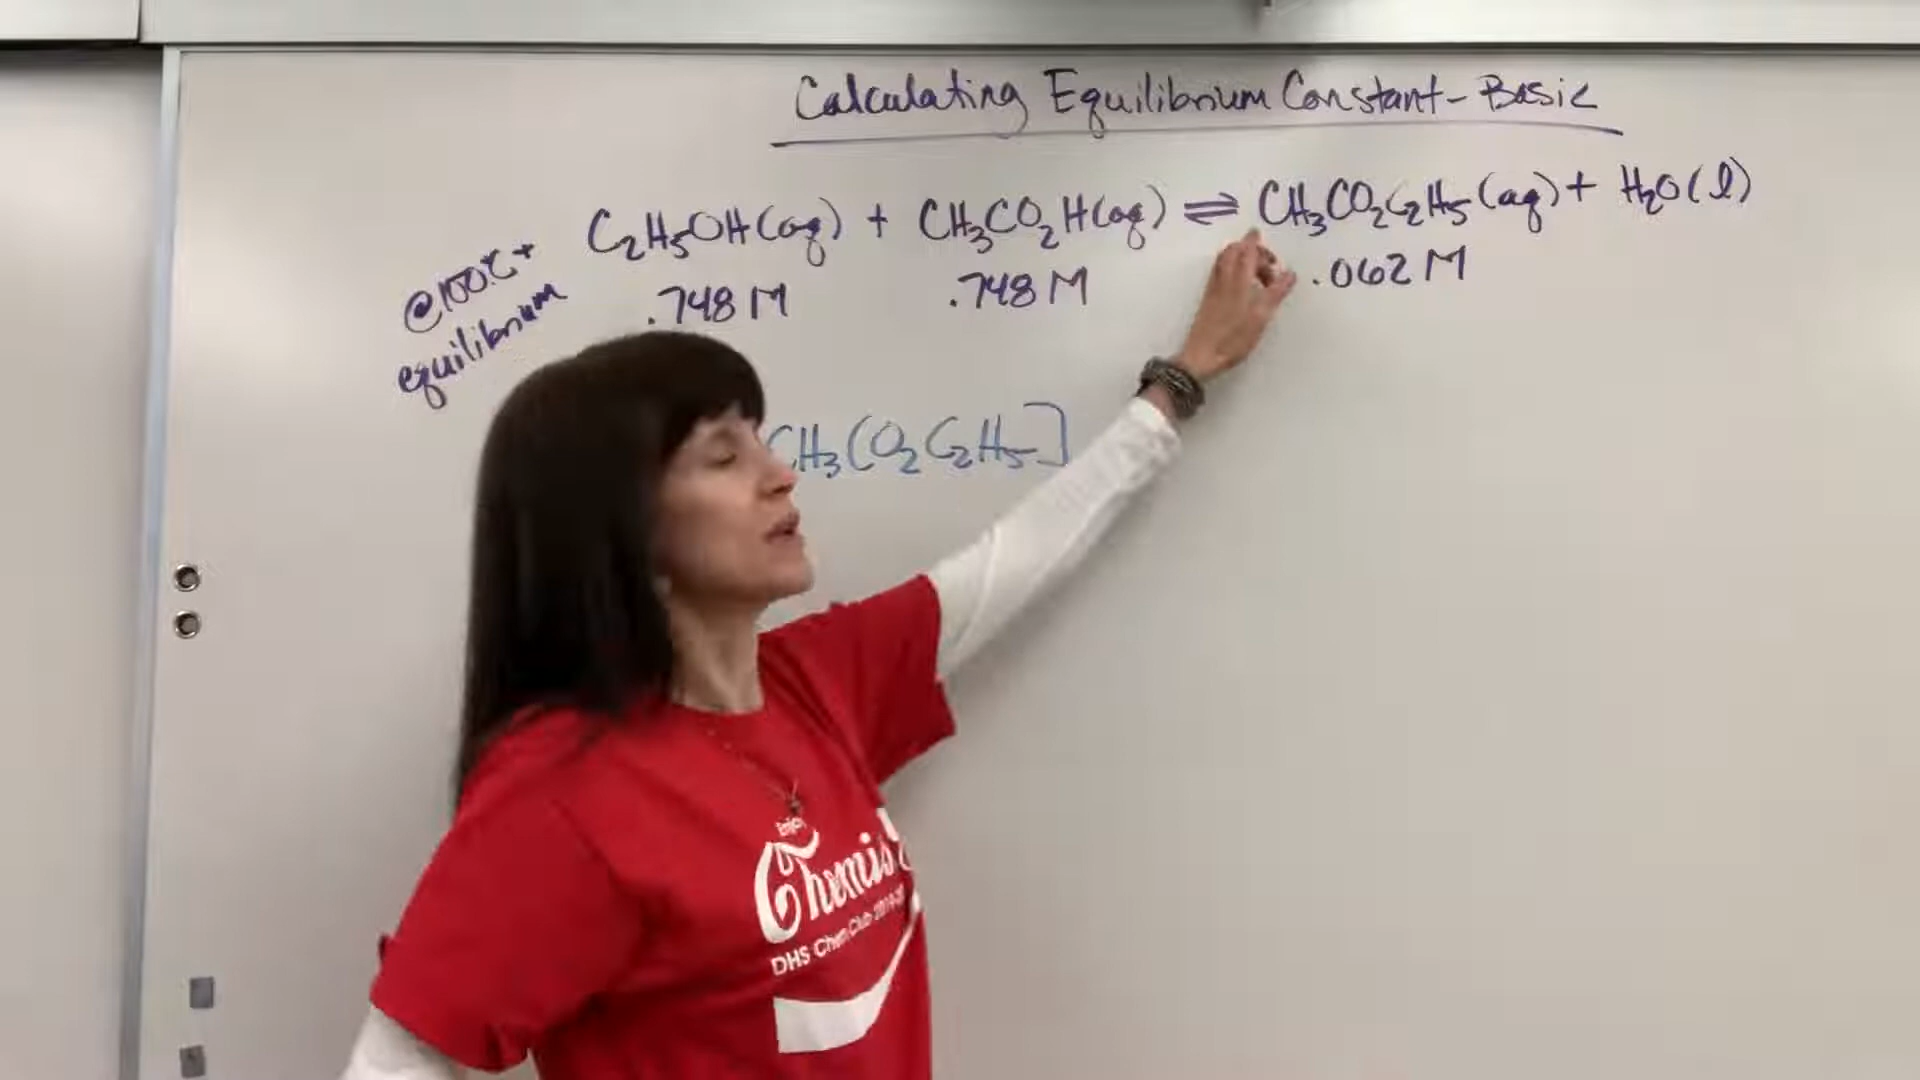 Calculating Equilibrium Constant - Basic
C₂H₅OH(aq) + CH₃CO₂H(aq) ⇌ CH₃CO₂C₂H₅(aq) + H₂O(l)
@100°C + equilibrium
.748 M .748 M .062 M
CH₃CO₂C₂H₅]
Enjoy
DHS Chem Club